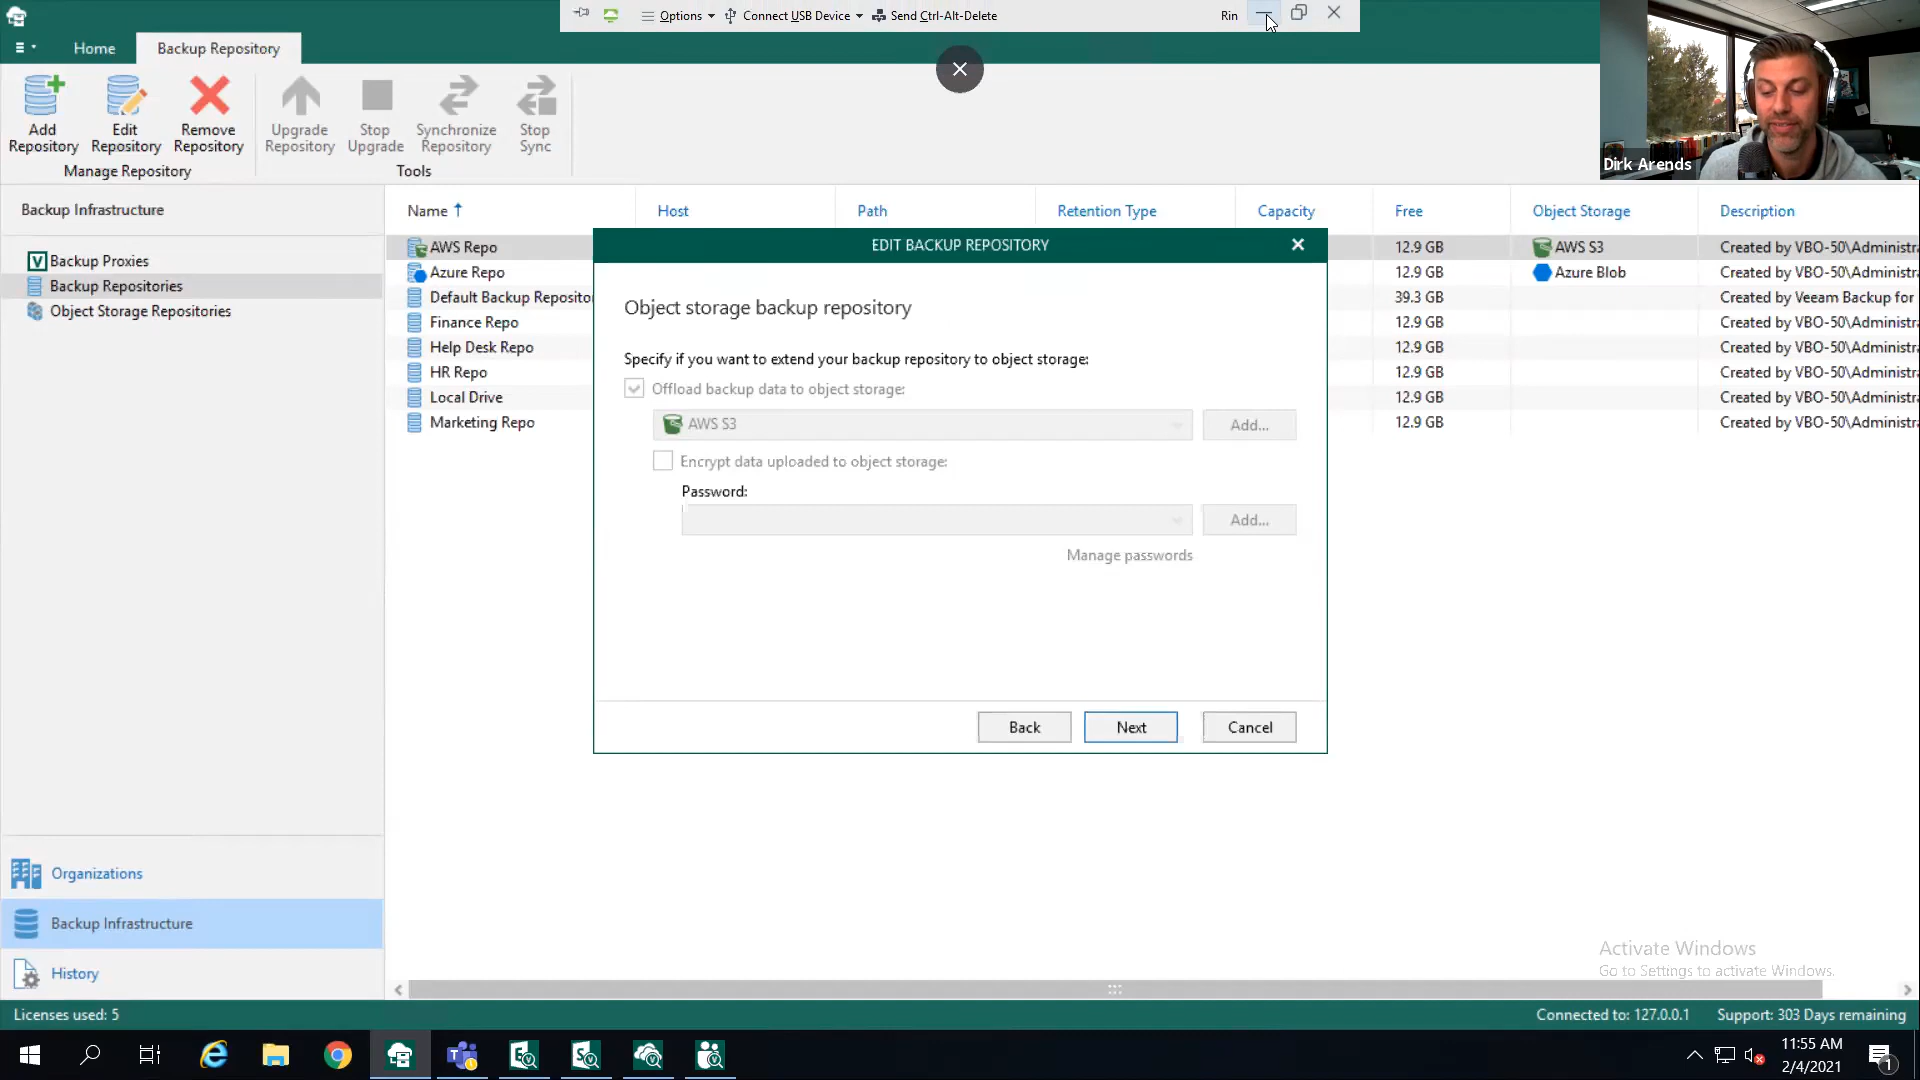 Options
Connect USB Device
Send Ctrl-Alt-Delete
Rin
Home
Backup Repository
Add Repository
Edit Repository
Remove Repository
Upgrade Repository
Stop Upgrade
Synchronize Repository
Stop Sync
Manage Repository
Tools
Dirk Arends
Backup Infrastructure
Backup Proxies
Backup Repositories
Object Storage Repositories
Name Host Path Retention Type Capacity Free Object Storage Description
AWS Repo 12.9 GB AWS S3 Created by VBO-50\Administra
Azure Repo 12.9 GB Azure Blob Created by VBO-50\Administra
Default Backup Reposito 39.3 GB Created by Veeam Backup for
Finance Repo 12.9 GB Created by VBO-50\Administra
Help Desk Repo 12.9 GB Created by VBO-50\Administra
HR Repo 12.9 GB Created by VBO-50\Administra
Local Drive 12.9 GB Created by VBO-50\Administra
Marketing Repo 12.9 GB Created by VBO-50\Administra
EDIT BACKUP REPOSITORY
Object storage backup repository
Specify if you want to extend your backup repository to object storage:
Offload backup data to object storage:
AWS S3
Add...
Encrypt data uploaded to object storage:
Password:
Add...
Manage passwords
Back
Next
Cancel
Organizations
Backup Infrastructure
History
Activate Windows
Go to Settings to activate Windows.
Licenses used: 5
Connected to: 127.0.0.1
Support: 303 Days remaining
11:55 AM
2/4/2021
1